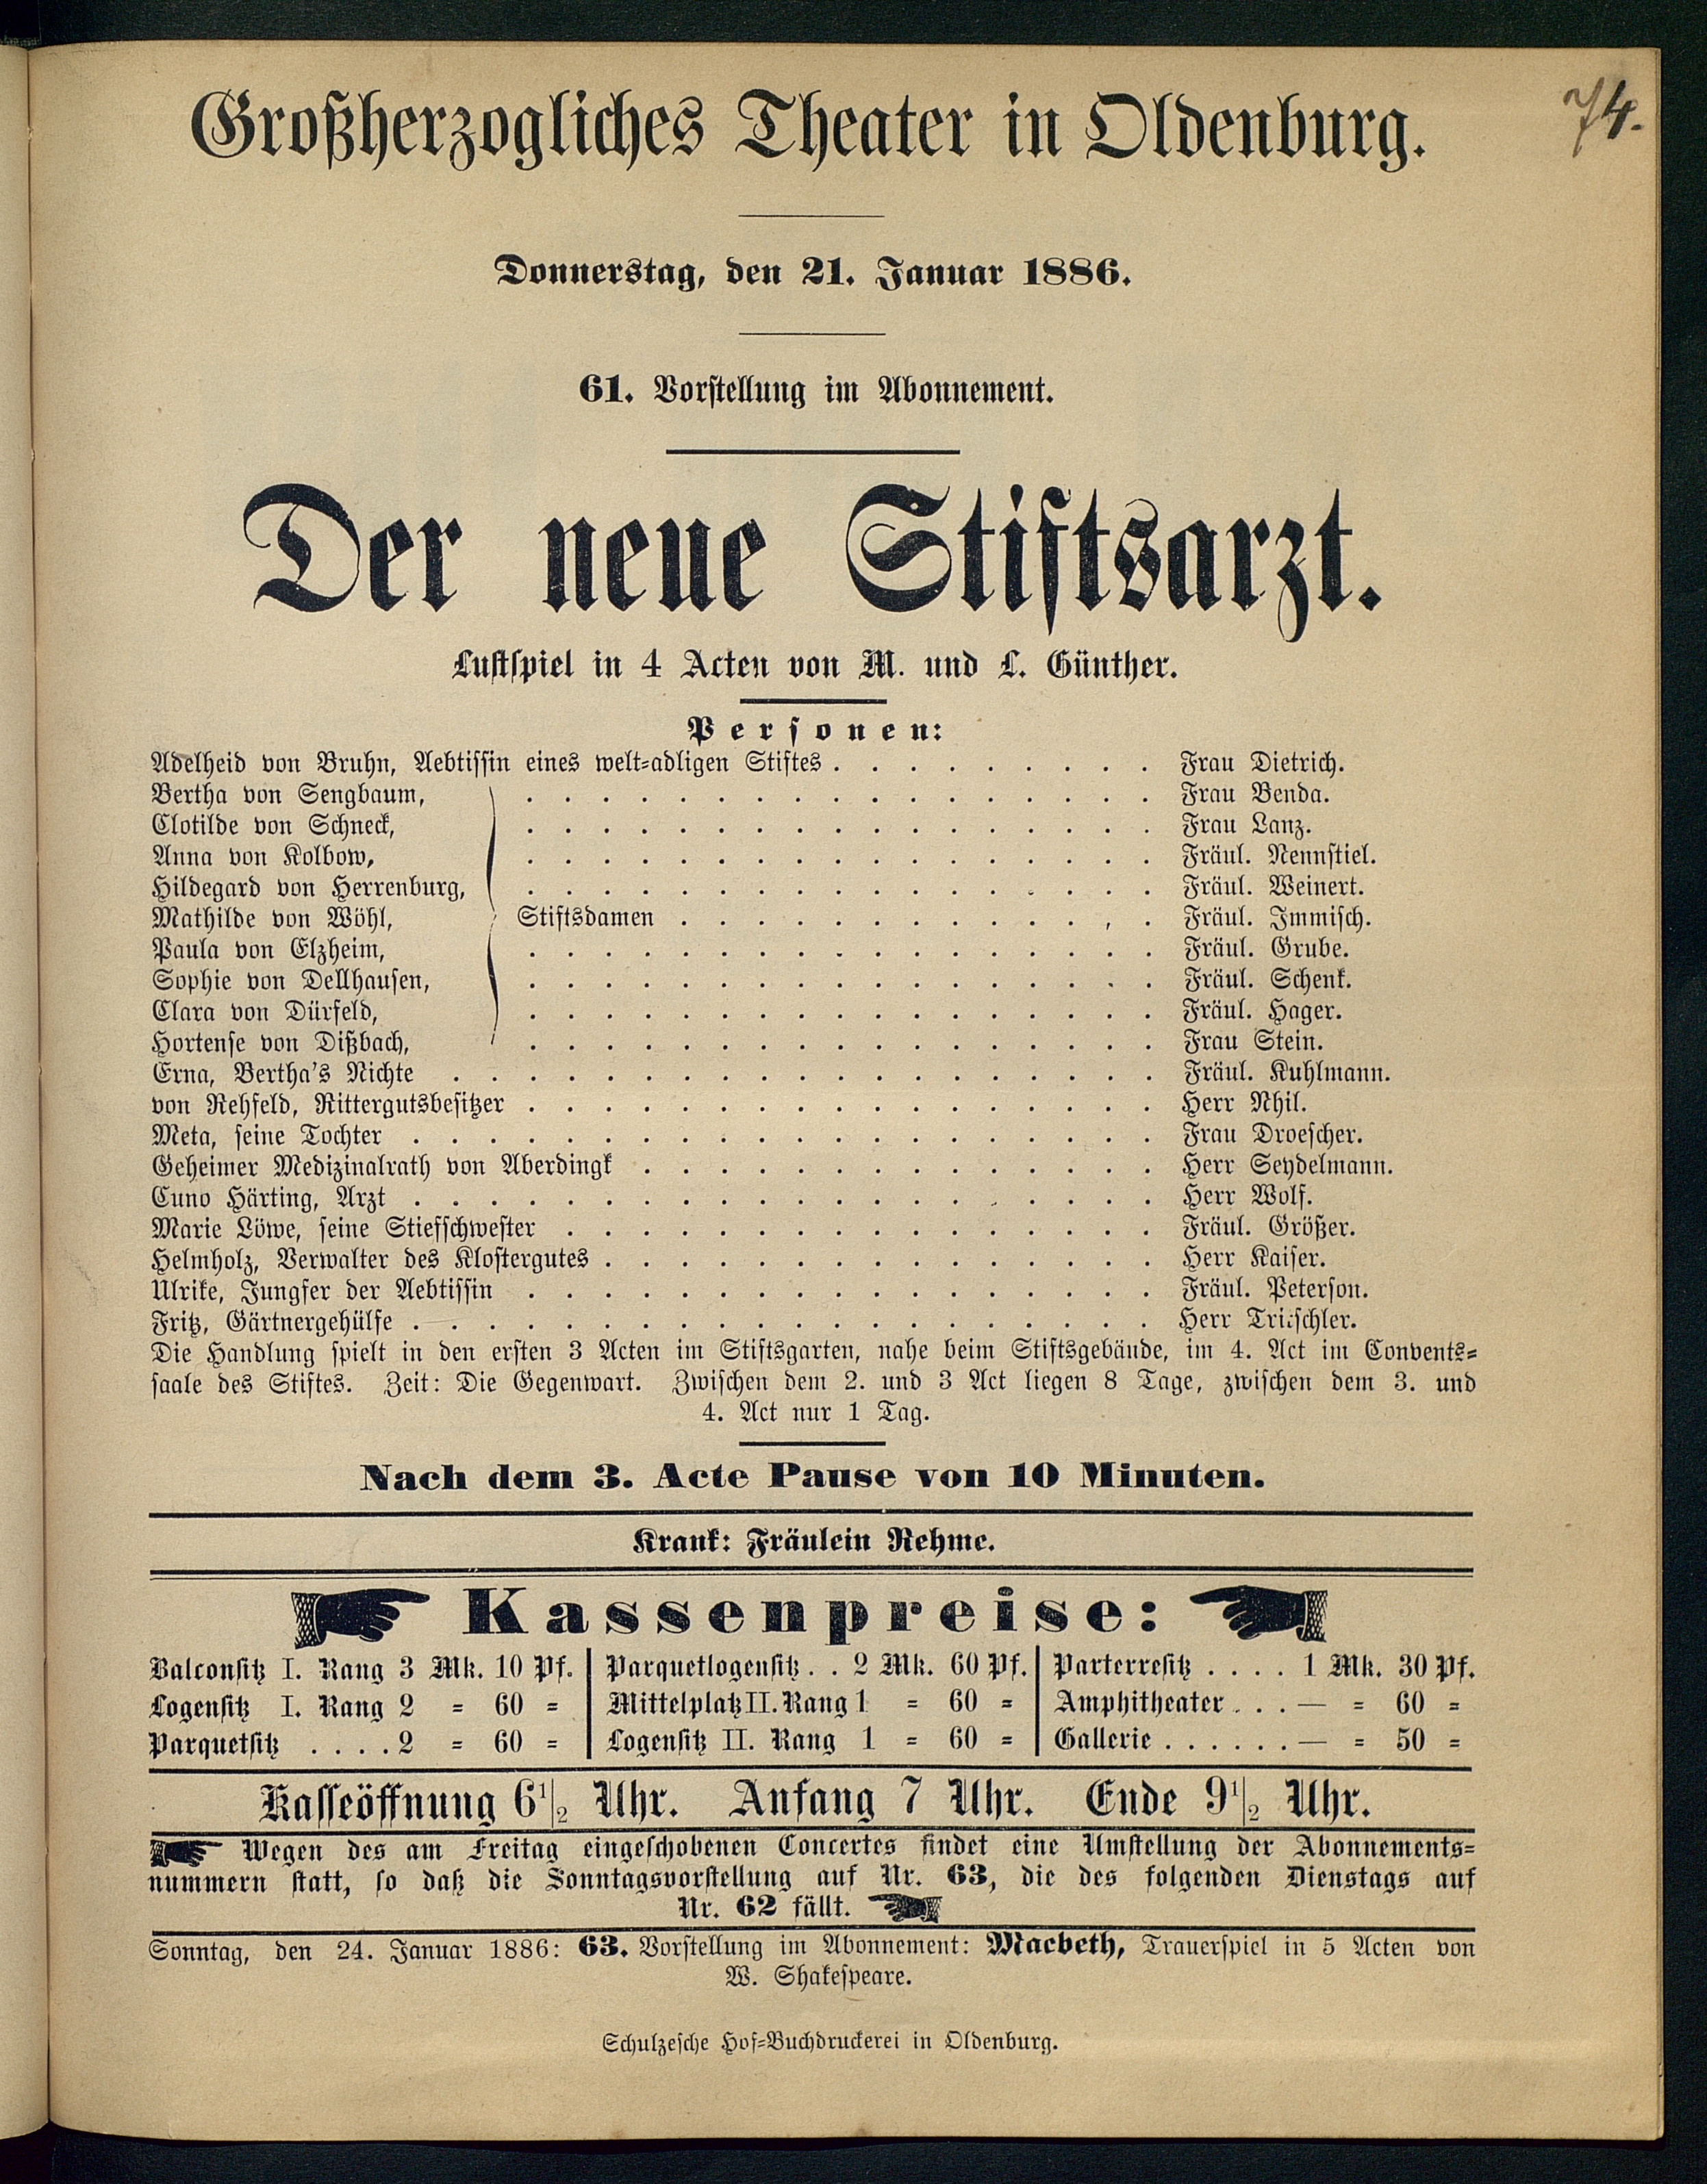 74.
Großherzogliches Theater in Oldenburg.
Donnerstag, den 21. Januar 1886.
61. Vorstellung im Abonnement.
Der neue Stiftsarzt.
Lustspiel in 4 Acten von M. und L. Günther.
Personen:
Adelheid von Bruhn, Aebtissin eines welt=adligen Stiftes . . . . . . . . . Frau Dietrich.
Bertha von Sengbaum, . . . . . . . . . Frau Benda.
Clotilde von Schneck, . . . . . . . . . Frau Lanz.
Anna von Kolbow, . . . . . . . . . Fräul. Nennstiel.
Hildegard von Herrenburg, . . . . . . . . . Fräul. Weinert.
Mathilde von Wöhl, Stiftsdamen . . . . . . . . . Fräul. Immisch.
Paula von Elzheim, . . . . . . . . . Fräul. Grube.
Sophie von Dellhausen, . . . . . . . . . Fräul. Schenk.
Clara von Dürfeld, . . . . . . . . . Fräul. Hager.
Hortense von Dißbach, . . . . . . . . . Frau Stein.
Erna, Bertha's Nichte . . . . . . . . . Fräul. Kuhlmann.
von Rehfeld, Rittergutsbesitzer . . . . . . . . . Herr Nhil.
Meta, seine Tochter . . . . . . . . . Frau Droescher.
Geheimer Medizinalrath von Aberdingk . . . . . . . . . Herr Seydelmann.
Cuno Härting, Arzt . . . . . . . . . Herr Wolf.
Marie Löwe, seine Stiefschwester . . . . . . . . . Fräul. Größer.
Helmholz, Verwalter des Klostergutes . . . . . . . . . Herr Kaiser.
Ulrike, Jungfer der Aebtissin . . . . . . . . . Fräul. Peterson.
Fritz, Gärtnergehülfe . . . . . . . . . Herr
Die Handlung spielt in den ersten 3 Acten im Stiftsgarten, nahe beim Stiftsgebäude, im 4. Act im Convents=
saale des Stiftes. Zeit: Die Gegenwart. Zwischen dem 2. und 3 Act liegen 8 Tage, zwischen dem 3. und
4. Act nur 1 Tag.
Nach dem 3. Acte Pause von 10 Minuten.
Krank: Fräulein Rehme.
Kassenpreise:
Balconsitz I. Rang 3 Mk. 10 Pf. Parquetlogensitz . . 2 Mk. 60 Pf. Parterresitz . . . . 1 Mk. 30 Pf.
Logensitz I. Rang 2 = 60 = Mittelplatz II. Rang 1 = 60 = Amphitheater . . . — = 60 =
Parquetsitz . . . . 2 = 60 = Logensitz II. Rang 1 = 60 = Gallerie . . . . . . — = 50 =
Kasseöffnung 6 1/2 Uhr. Anfang 7 Uhr. Ende 9 1/2 Uhr.
Wegen des am Freitag eingeschobenen Concertes findet eine Umstellung der Abonnements=
nummern statt, so daß die Sonntagsvorstellung auf Nr. 63, die des folgenden Dienstags auf
Nr. 62 fällt.
Sonntag, den 24. Januar 1886: 63. Vorstellung im Abonnement: Macbeth, Trauerspiel in 5 Acten von
W. Shakespeare.
Schulzesche Hof=Buchdruckerei in Oldenburg.